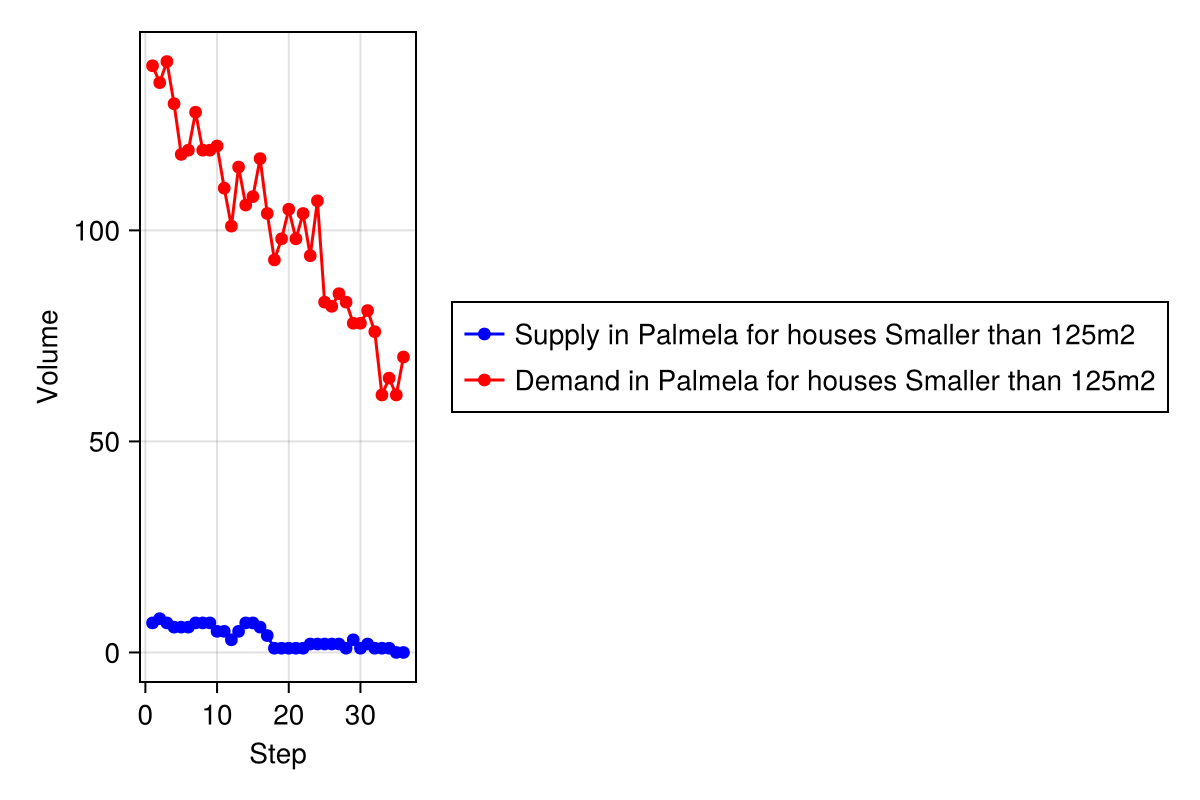 100
50
0
Volume
0 10 20 30
Step
Supply in Palmela for houses Smaller than 125m2
Demand in Palmela for houses Smaller than 125m2